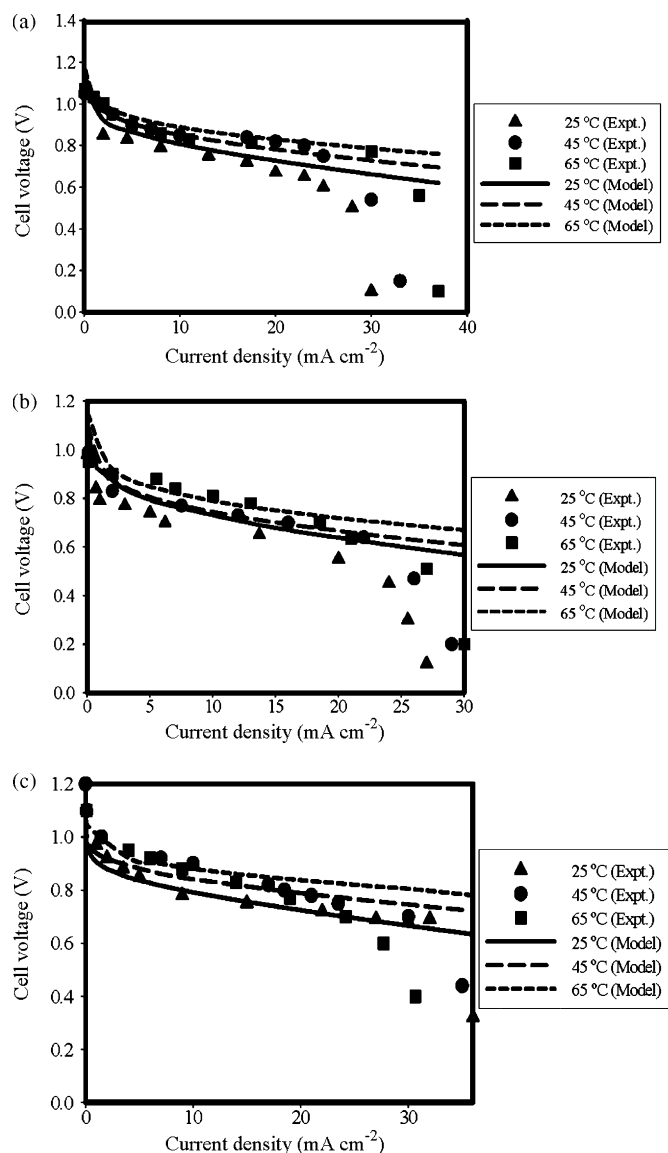 (a)
1.4
1.2
1.0
0.8
0.6
0.4
0.2
0.0
Cell voltage (V)
0 10 20 30 40
Current density (mA cm⁻²)
25 °C (Expt.)
45 °C (Expt.)
65 °C (Expt.)
25 °C (Model)
45 °C (Model)
65 °C (Model)
(b)
1.2
1.0
0.8
0.6
0.4
0.2
0.0
Cell voltage (V)
0 5 10 15 20 25 30
Current density (mA cm⁻²)
25 °C (Expt.)
45 °C (Expt.)
65 °C (Expt.)
25 °C (Model)
45 °C (Model)
65 °C (Model)
(c)
1.2
1.0
0.8
0.6
0.4
0.2
0.0
Cell voltage (V)
0 10 20 30
Current density (mA cm⁻²)
25 °C (Expt.)
45 °C (Expt.)
65 °C (Expt.)
25 °C (Model)
45 °C (Model)
65 °C (Model)